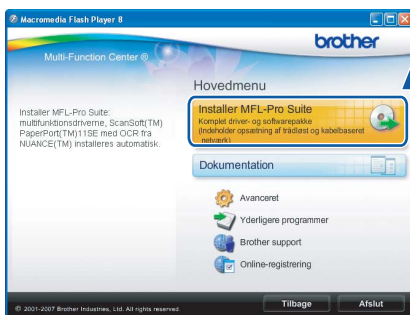 Macromedia Flash Player 8
brother
Multi-Function Center ®
Hovedmenu
Installer MFL-Pro Suite:
multifunktionsdriverne, ScanSoft(TM)
PaperPort(TM)11SE med OCR fra
NUANCE(TM) installeres automatisk.
Installer MFL-Pro Suite
Komplet driver- og softwarepakke
(Indeholder opsætning af trådløst og kabelbaseret
netværk)
Dokumentation
Avanceret
Yderligere programmer
Brother support
Online-registrering
© 2001-2007 Brother Industries, Ltd. All rights reserved.
Tilbage
Afslut